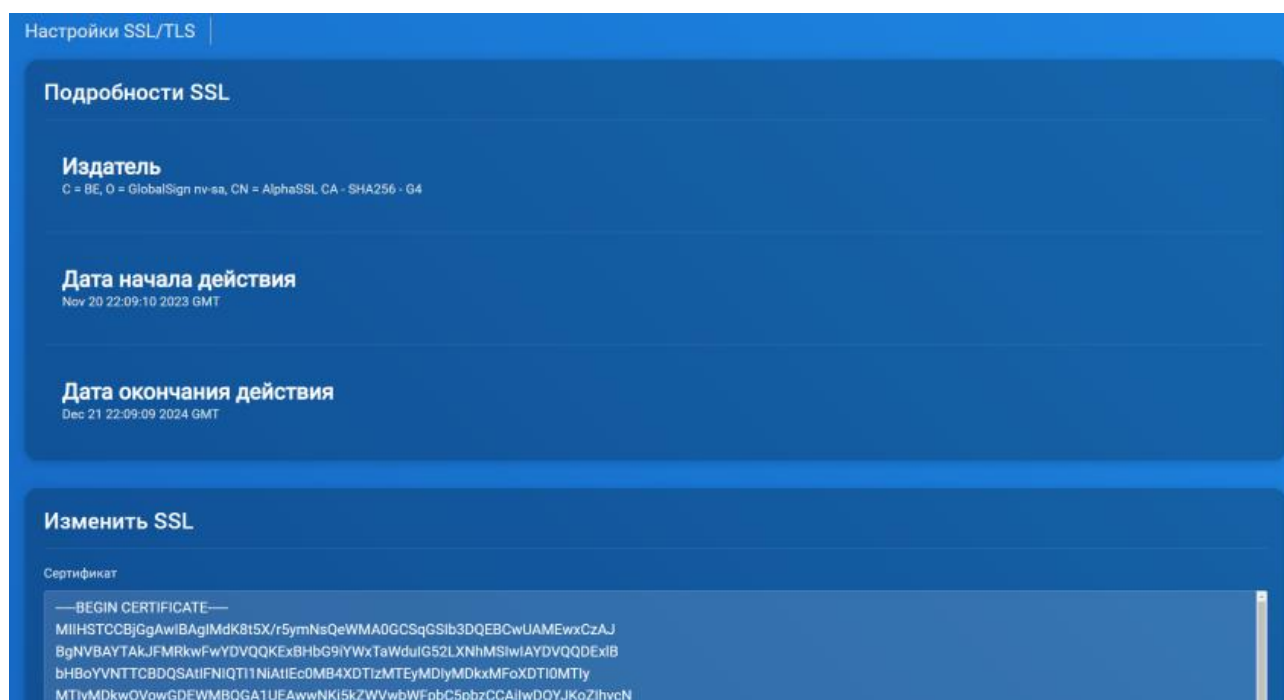 Настройки SSL/TLS
Подробности SSL
Издатель
C = BE, O = GlobalSign nv-sa, CN = AlphaSSL CA - SHA256 - G4
Дата начала действия
Nov 20 22:09:10 2023 GMT
Дата окончания действия
Dec 21 22:09:09 2024 GMT
Изменить SSL
Сертификат
-----BEGIN CERTIFICATE-----
MIIHSTCCBjGgAwIBAgIMdK8t5X/r5ymNsQeWMA0GCSqGSIb3DQEBCwUAMEwxCzAJ
BgNVBAYTAkJFMRkwFwYDVQQKExBHbG9iYWxTaWduIG52LXNhMSIwIAYDVQQDExlB
bHBoYVNTTCBDQSAtIFNIQTI1NiAtIEc0MB4XDTIzMTEyMDIyMDkxMFoXDTI0MTIy
MTIyMDkwOVowGDEWMBQGA1UEAwwNKi5kZWVwbWFpbC5pbzCCAiIwDQYJKoZIhvcN